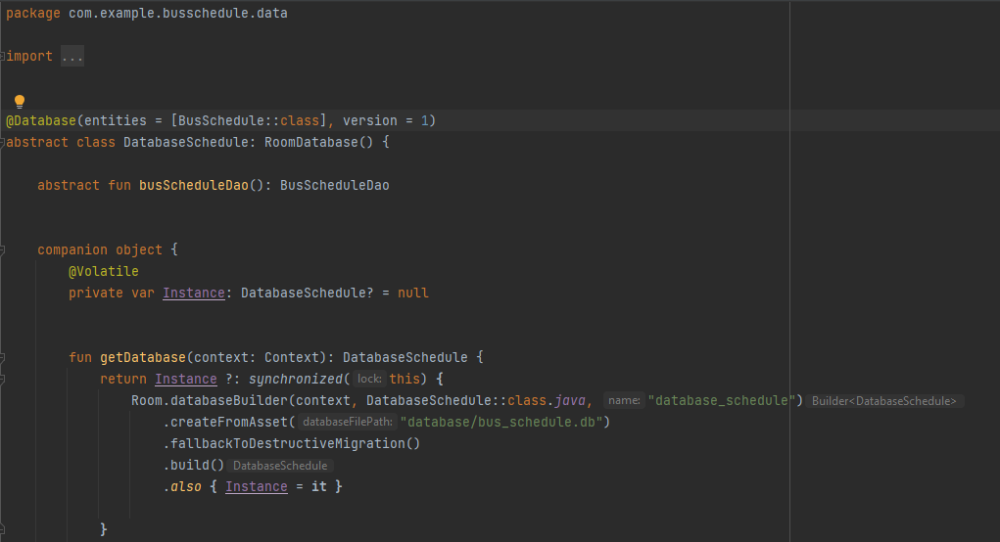 package com.example.busschedule.data
import ...
@Database(entities = [BusSchedule::class], version = 1)
abstract class DatabaseSchedule: RoomDatabase() {
abstract fun busScheduleDao(): BusScheduleDao
companion object {
@Volatile
private var Instance: DatabaseSchedule? = null
fun getDatabase(context: Context): DatabaseSchedule {
return Instance ?: synchronized( lock: this) {
Room.databaseBuilder(context, DatabaseSchedule::class.java, name: "database_schedule") Builder<DatabaseSchedule>
.createFromAsset( databaseFilePath: "database/bus_schedule.db")
.fallbackToDestructiveMigration()
.build() DatabaseSchedule
.also { Instance = it }
}